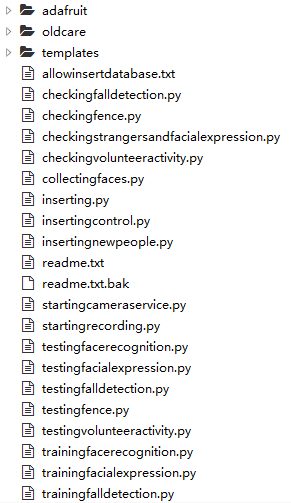 adafruit
oldcare
templates
allowinsertdatabase.txt
checkingfalldetection.py
checkingfence.py
checkingstrangersandfacialexpression.py
checkingvolunteeractivity.py
collectingfaces.py
inserting.py
insertingcontrol.py
insertingnewpeople.py
readme.txt
readme.txt.bak
startingcameraservice.py
startingrecording.py
testingfacerecognition.py
testingfacialexpression.py
testingfalldetection.py
testingfence.py
testingvolunteeractivity.py
trainingfacerecognition.py
trainingfacialexpression.py
trainingfalldetection.py